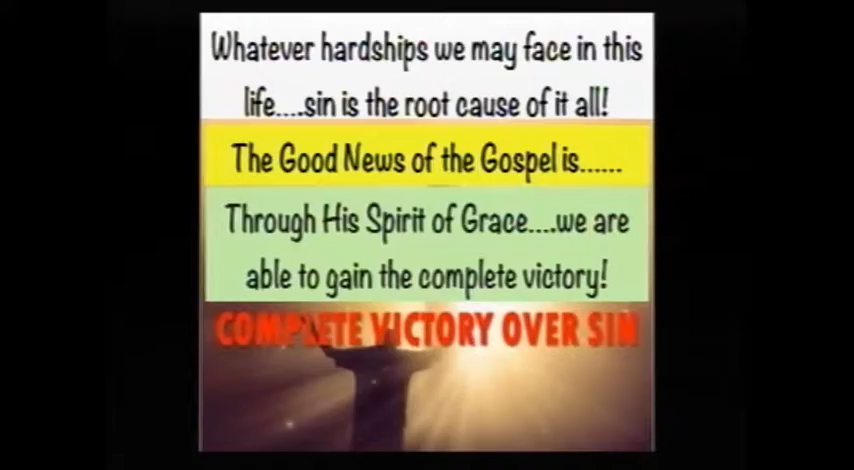 Whatever hardships we may face in this
life....sin is the root cause of it all!
The Good News of the Gospel is......
Through His Spirit of Grace....we are
able to gain the complete victory!
COMPLETE VICTORY OVER SIN